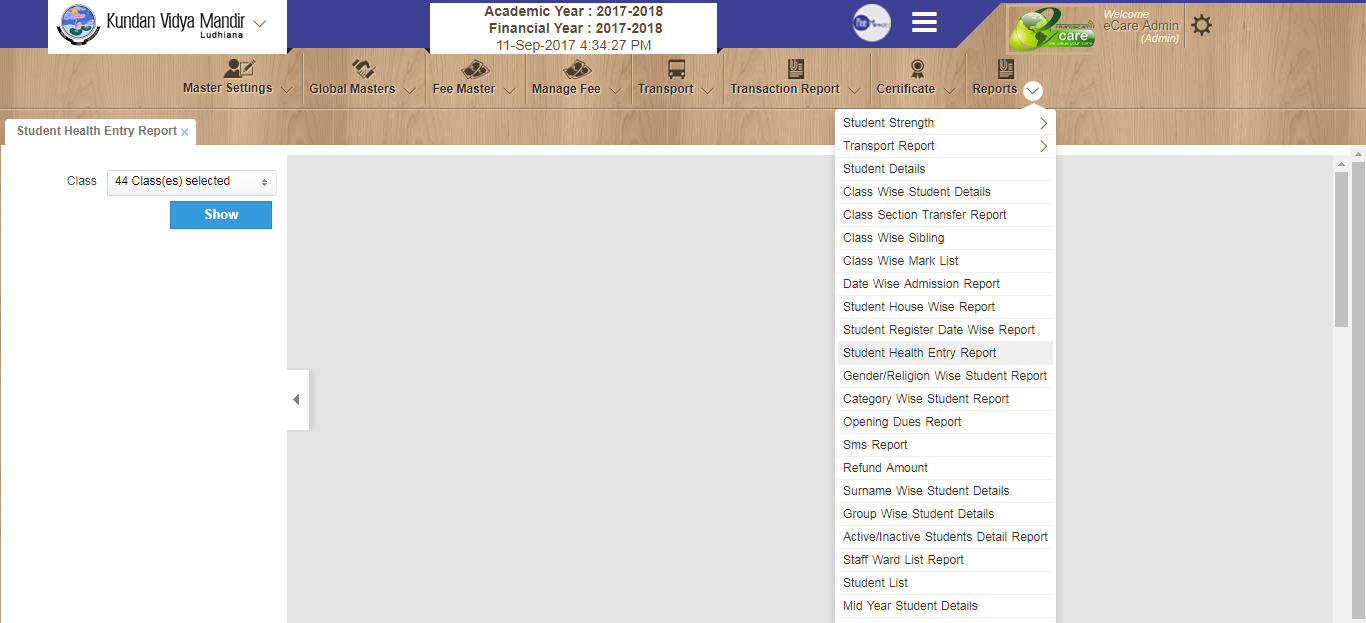 Kundan Vidya Mandir
Ludhiana
Academic Year : 2017-2018
Financial Year : 2017-2018
11-Sep-2017 4:34:27 PM
care
Welcome
eCare Admin
(Admin)
Master Settings
Global Masters
Fee Master
Manage Fee
Transport
Transaction Report
Certificate
Reports
Student Health Entry Report ×
Class
44 Class(es) selected
Show
Student Strength
Transport Report
Student Details
Class Wise Student Details
Class Section Transfer Report
Class Wise Sibling
Class Wise Mark List
Date Wise Admission Report
Student House Wise Report
Student Register Date Wise Report
Student Health Entry Report
Gender/Religion Wise Student Report
Category Wise Student Report
Opening Dues Report
Sms Report
Refund Amount
Surname Wise Student Details
Group Wise Student Details
Active/Inactive Students Detail Report
Staff Ward List Report
Student List
Mid Year Student Details